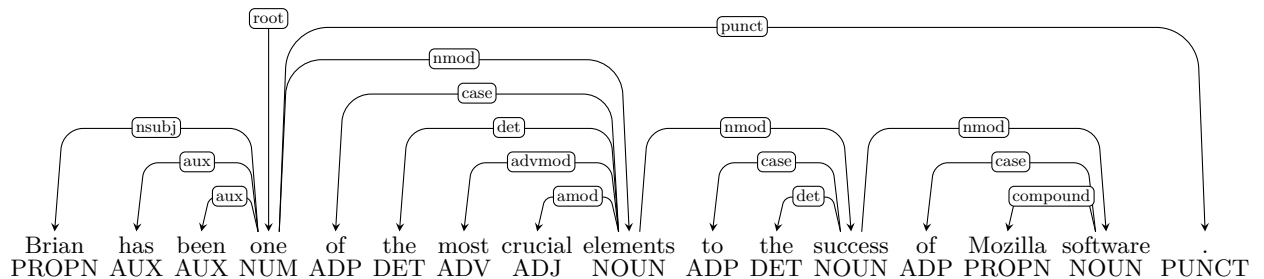 root
punct
nmod
case
nsubj det nmod nmod
aux advmod case case
aux amod det compound
Brian has been one of the most crucial elements to the success of Mozilla software .
PROPN AUX AUX NUM ADP DET ADV ADJ NOUN ADP DET NOUN ADP PROPN NOUN PUNCT